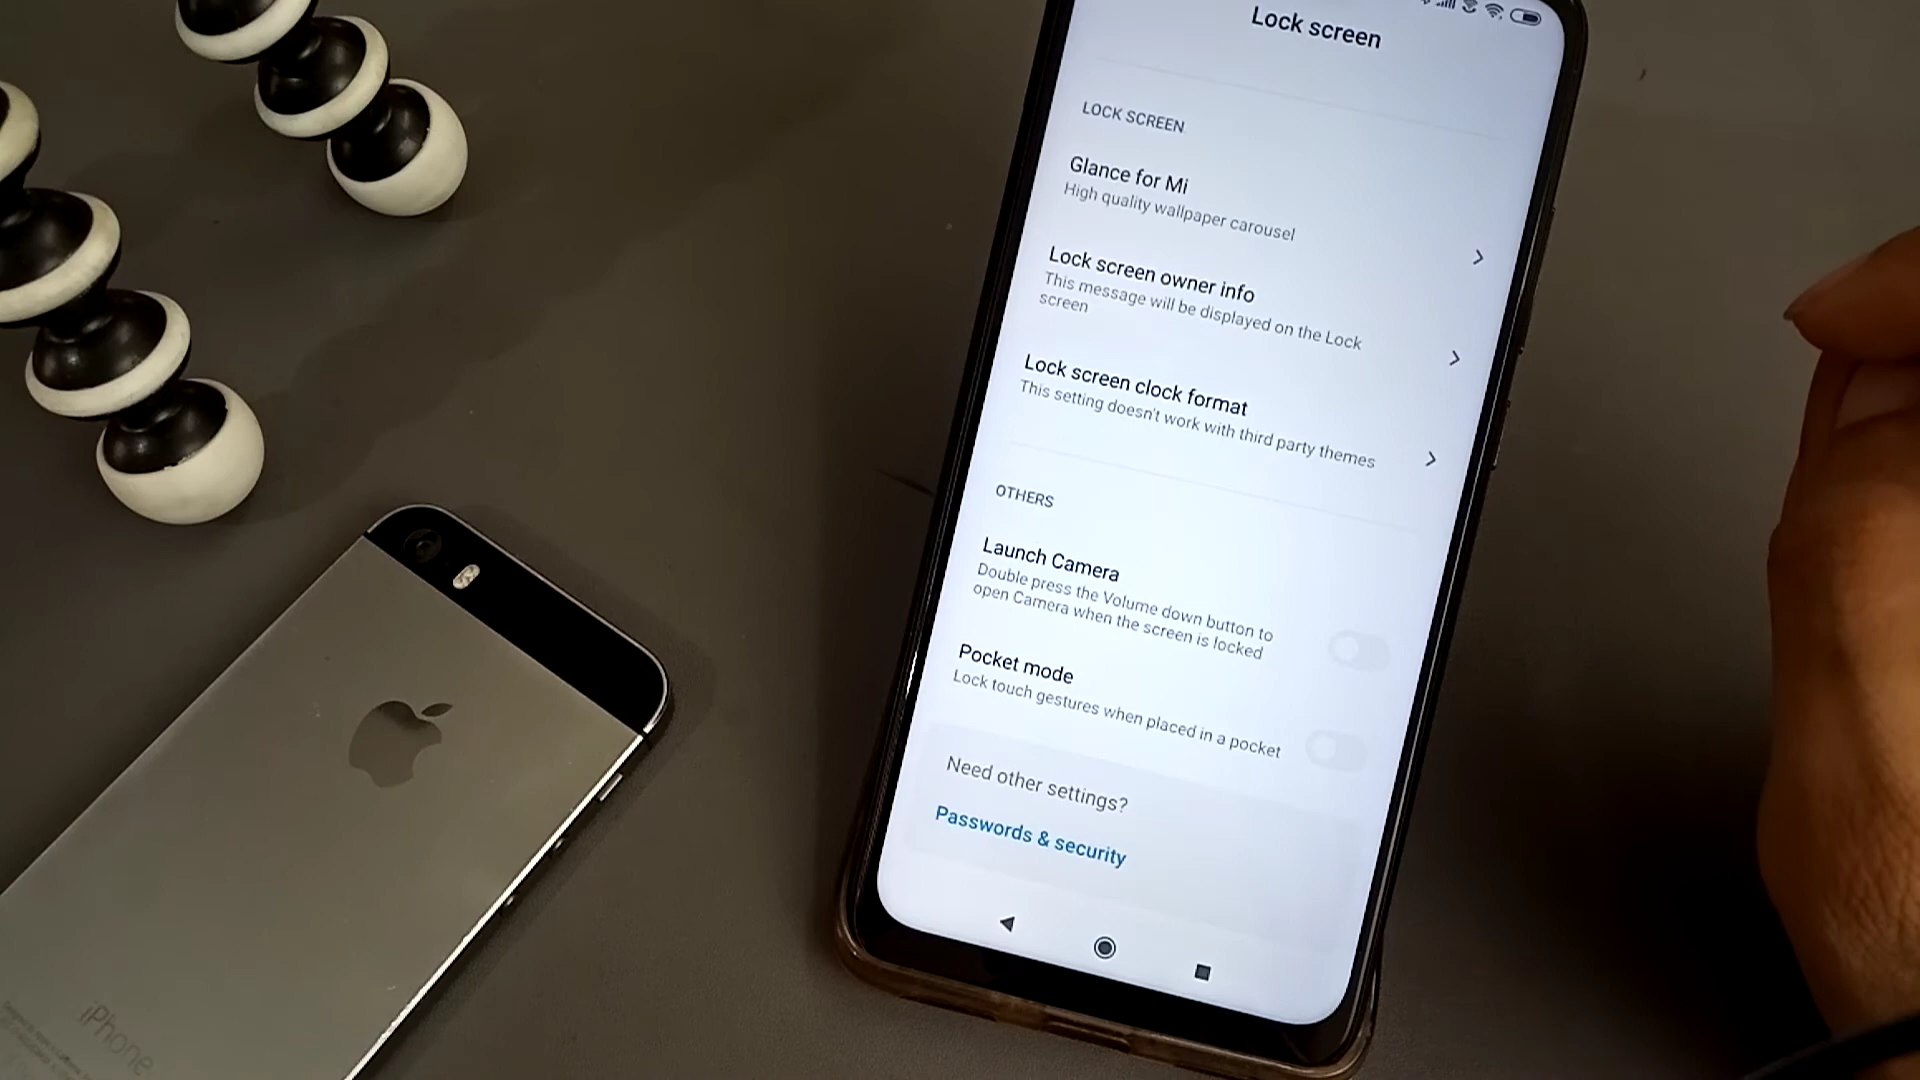 Lock screen
LOCK SCREEN
Glance for Mi
High quality wallpaper carousel
Lock screen owner info
This message will be displayed on the Lock
screen
Lock screen clock format
This setting doesn't work with third party themes
OTHERS
Launch Camera
Double press the Volume down button to
open Camera when the screen is locked
Pocket mode
Lock touch gestures when placed in a pocket
Need other settings?
Passwords & security
iPhone